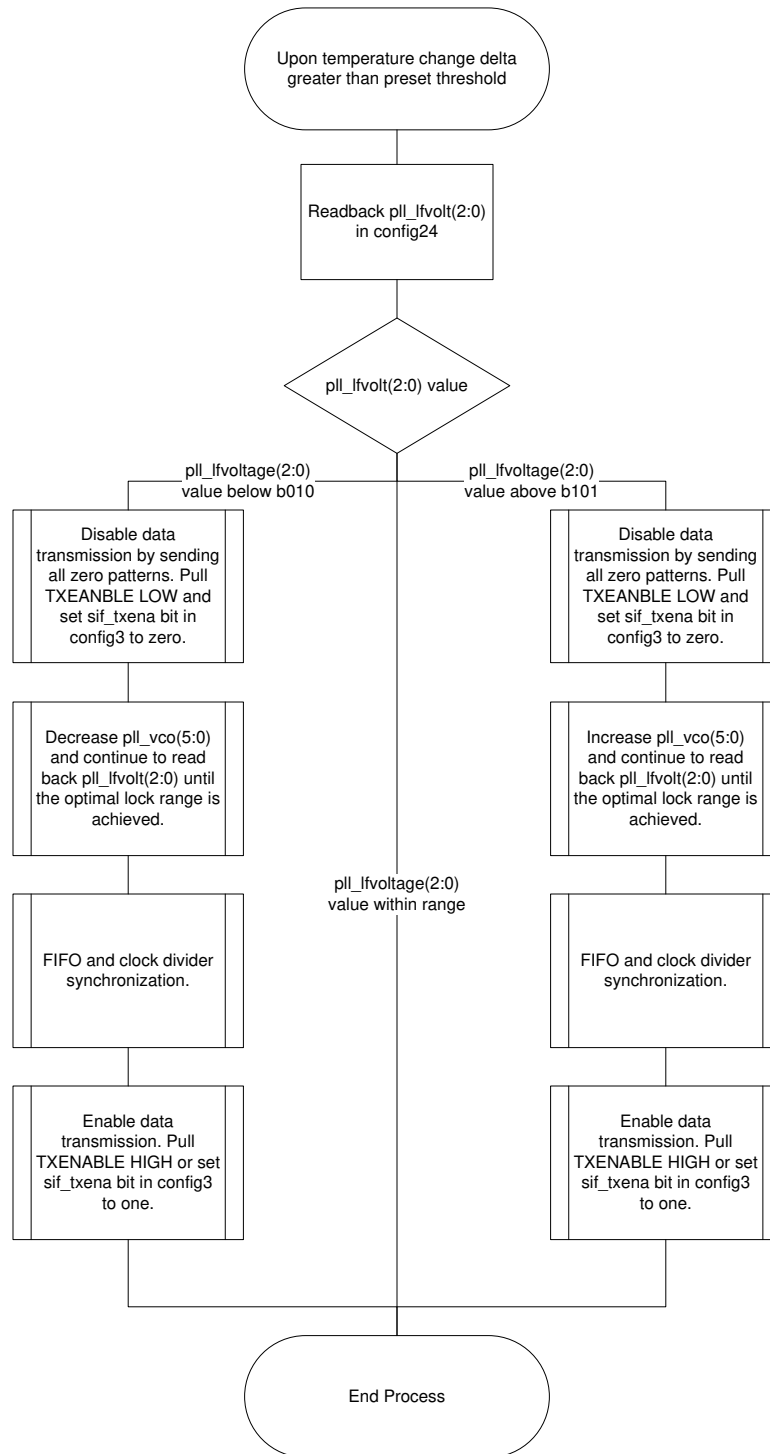 Upon temperature change delta
greater than preset threshold
Readback pll_lfvolt(2:0)
in config24
pll_lfvolt(2:0) value
pll_lfvoltage(2:0)
value below b010
pll_lfvoltage(2:0)
value above b101
Disable data
transmission by sending
all zero patterns. Pull
TXEANBLE LOW and
set sif_txena bit in
config3 to zero.
Disable data
transmission by sending
all zero patterns. Pull
TXEANBLE LOW and
set sif_txena bit in
config3 to zero.
Decrease pll_vco(5:0)
and continue to read
back pll_lfvolt(2:0) until
the optimal lock range is
achieved.
Increase pll_vco(5:0)
and continue to read
back pll_lfvolt(2:0) until
the optimal lock range is
achieved.
pll_lfvoltage(2:0)
value within range
FIFO and clock divider
synchronization.
FIFO and clock divider
synchronization.
Enable data
transmission. Pull
TXENABLE HIGH or set
sif_txena bit in config3
to one.
Enable data
transmission. Pull
TXENABLE HIGH or set
sif_txena bit in config3
to one.
End Process